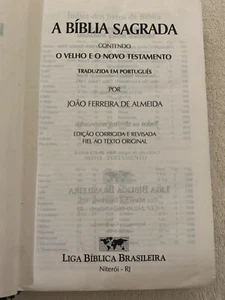 A BÍBLIA SAGRADA
CONTENDO
O VELHO E O NOVO TESTAMENTO
TRADUZIDA EM PORTUGUÊS
POR
JOÃO FERREIRA DE ALMEIDA
EDIÇÃO CORRIGIDA E REVISADA
FIEL AO TEXTO ORIGINAL
LIGA BÍBLICA BRASILEIRA
Niterói - RJ